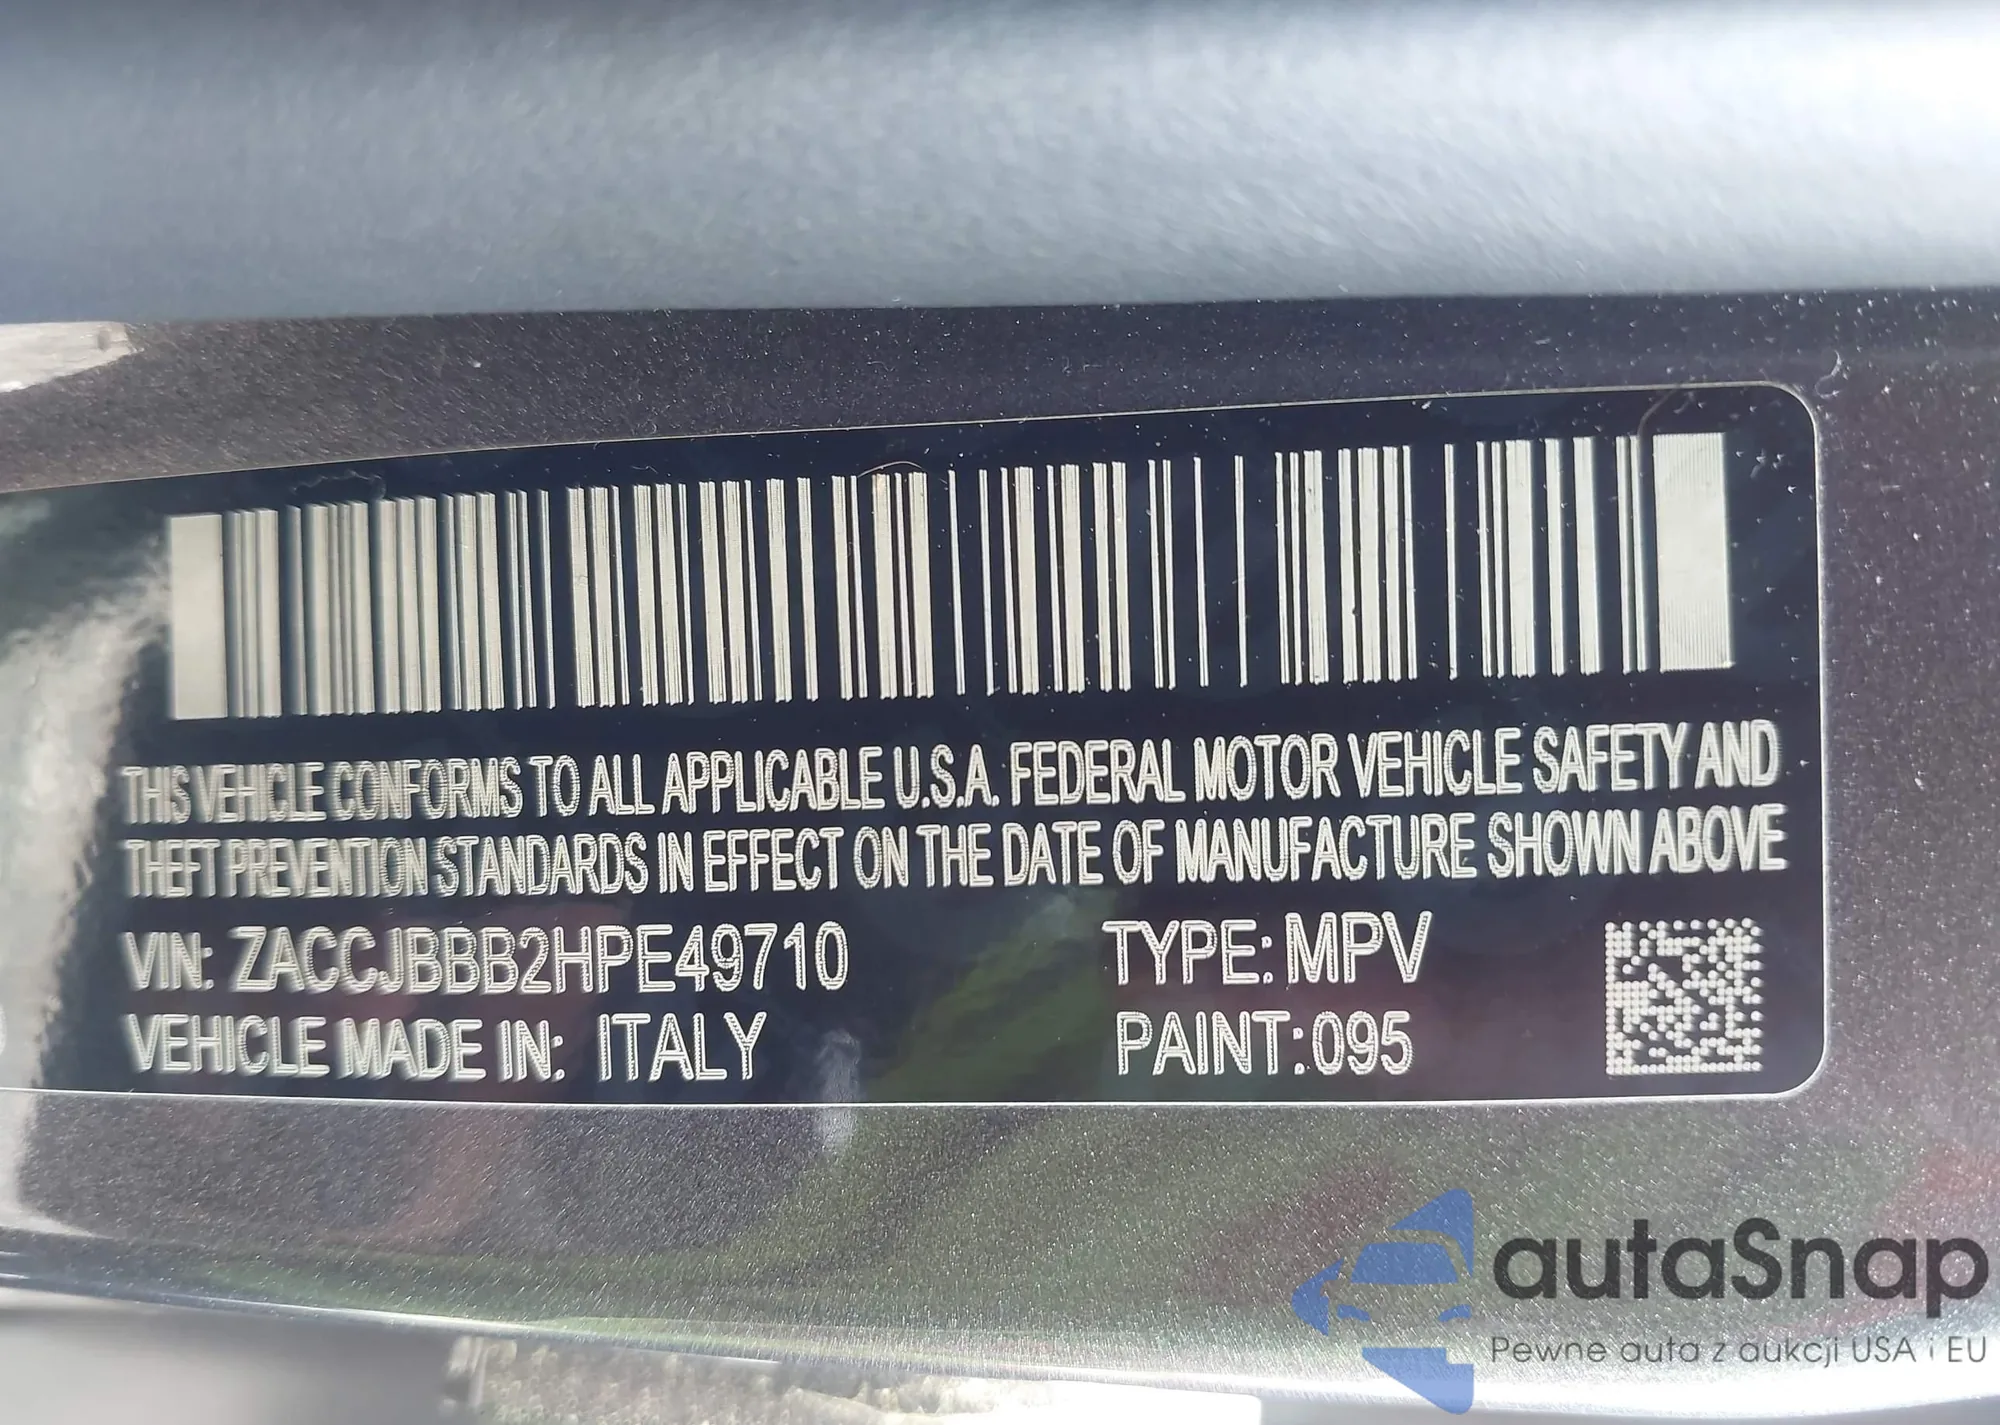 THIS VEHICLE CONFORMS TO ALL APPLICABLE U.S.A. FEDERAL MOTOR VEHICLE SAFETY AND
THEFT PREVENTION STANDARDS IN EFFECT ON THE DATE OF MANUFACTURE SHOWN ABOVE
VIN: ZACCJBBB2HPE49710 TYPE: MPV
VEHICLE MADE IN: ITALY PAINT:095
autaSnap
Pewne auta z aukcji USA i EU